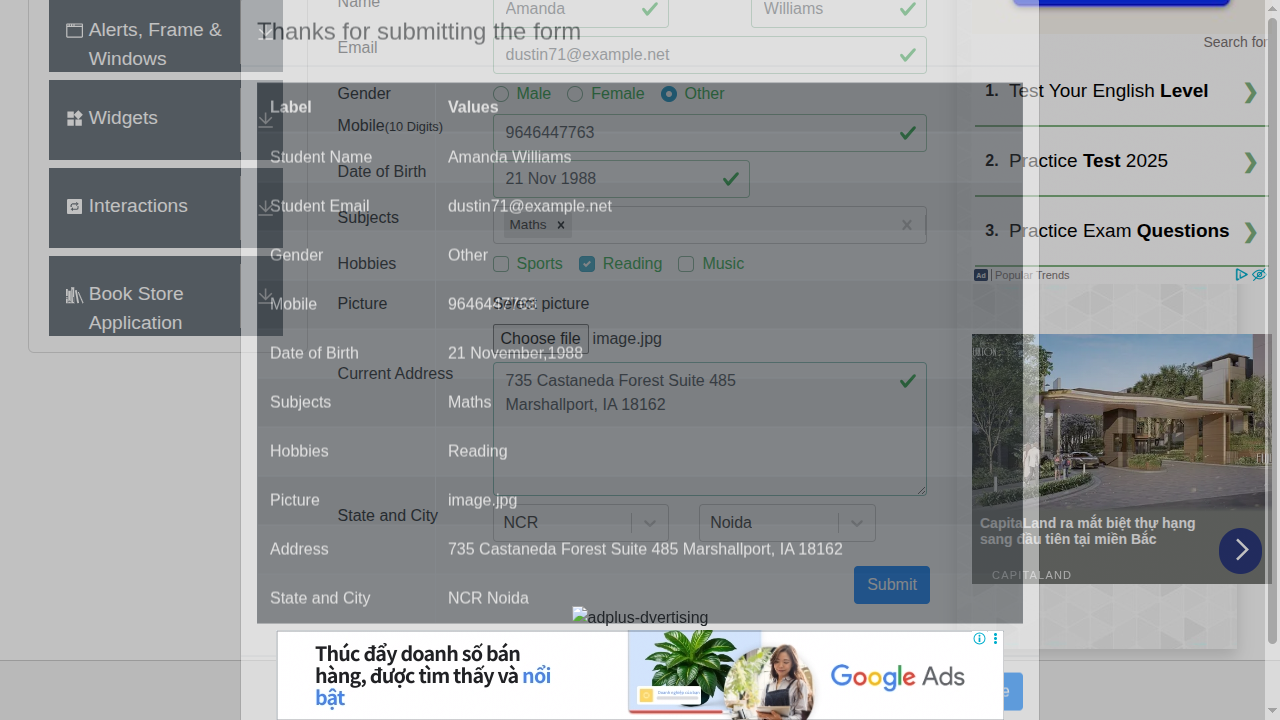 Alerts, Frame &
Windows
Widgets
Interactions
Book Store
Application
Thanks for submitting the form
Name
Amanda
Williams
Email
dustin71@example.net
Gender
Male
Female
Other
Mobile(10 Digits)
9646447763
Date of Birth
21 Nov 1988
Subjects
Maths x
Hobbies
Sports
Reading
Music
Picture
Select picture
Choose file image.jpg
Current Address
735 Castaneda Forest Suite 485
Marshallport, IA 18162
State and City
NCR
Noida
Submit
Label Values
Student Name Amanda Williams
Student Email dustin71@example.net
Gender Other
Mobile 9646447763
Date of Birth 21 November,1988
Subjects Maths
Hobbies Reading
Picture image.jpg
Address 735 Castaneda Forest Suite 485 Marshallport, IA 18162
State and City NCR Noida
adplus-dvertising
Thúc đẩy doanh số bán
hàng, được tìm thấy và nổi
bật
Google Ads
Search for
1. Test Your English Level
2. Practice Test 2025
3. Practice Exam Questions
Ad Popular Trends
CapitaLand ra mắt biệt thự hạng
sang đầu tiên tại miền Bắc
CAPITALAND